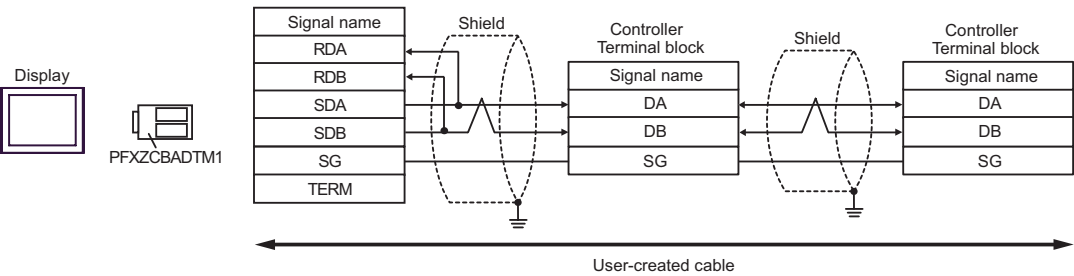 Display
PFXZCBADTM1
Signal name
RDA
RDB
SDA
SDB
SG
TERM
Shield
Controller
Terminal block
Signal name
DA
DB
SG
Shield
Controller
Terminal block
Signal name
DA
DB
SG
User-created cable